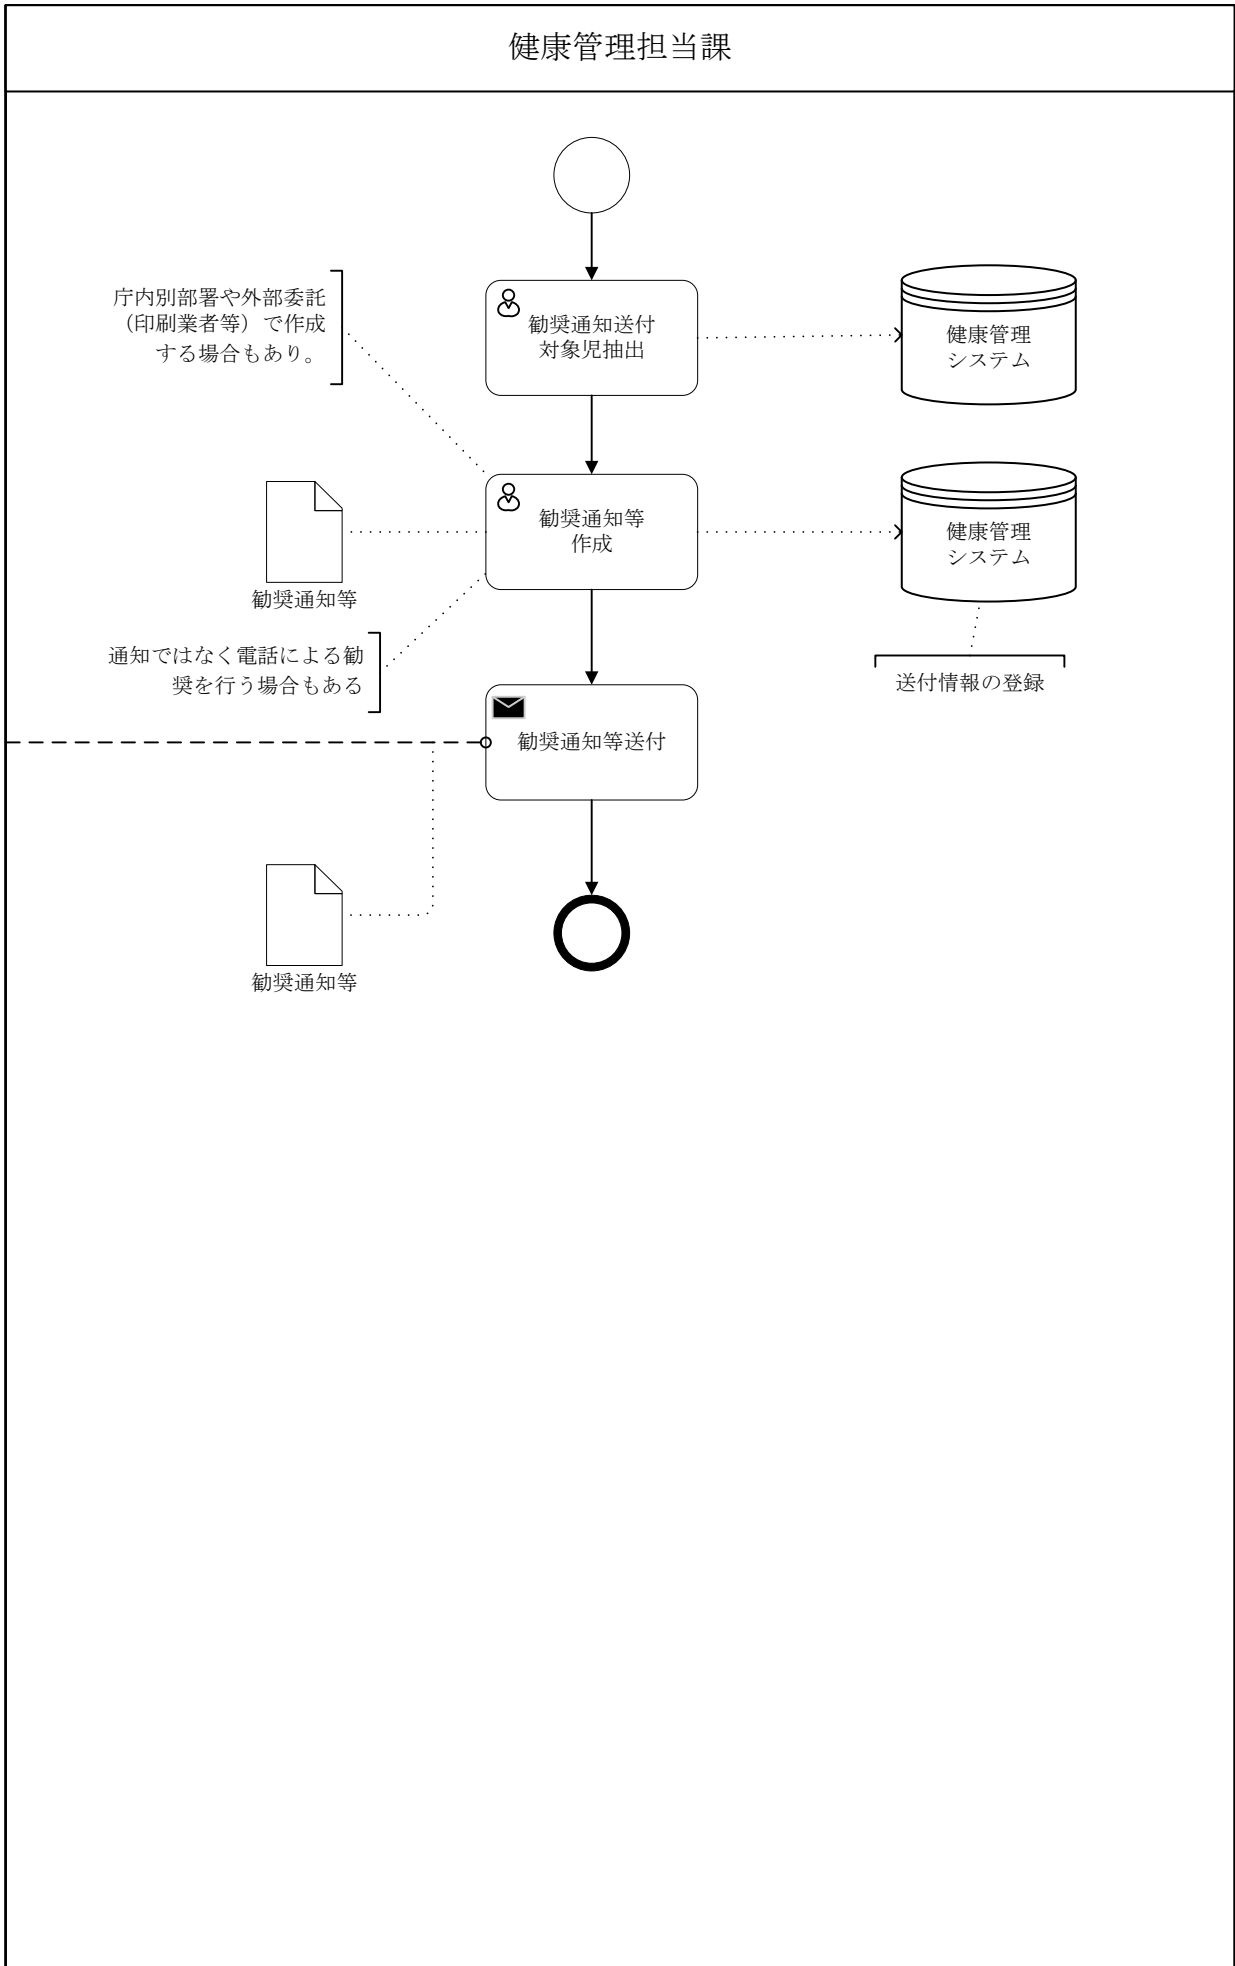 健康管理担当課
庁内別部署や外部委託
（印刷業者等）で作成
する場合もあり。
勧奨通知送付
対象児抽出
健康管理
システム
勧奨通知等
勧奨通知等
作成
健康管理
システム
通知ではなく電話による勧
奨を行う場合もある
送付情報の登録
勧奨通知等送付
勧奨通知等